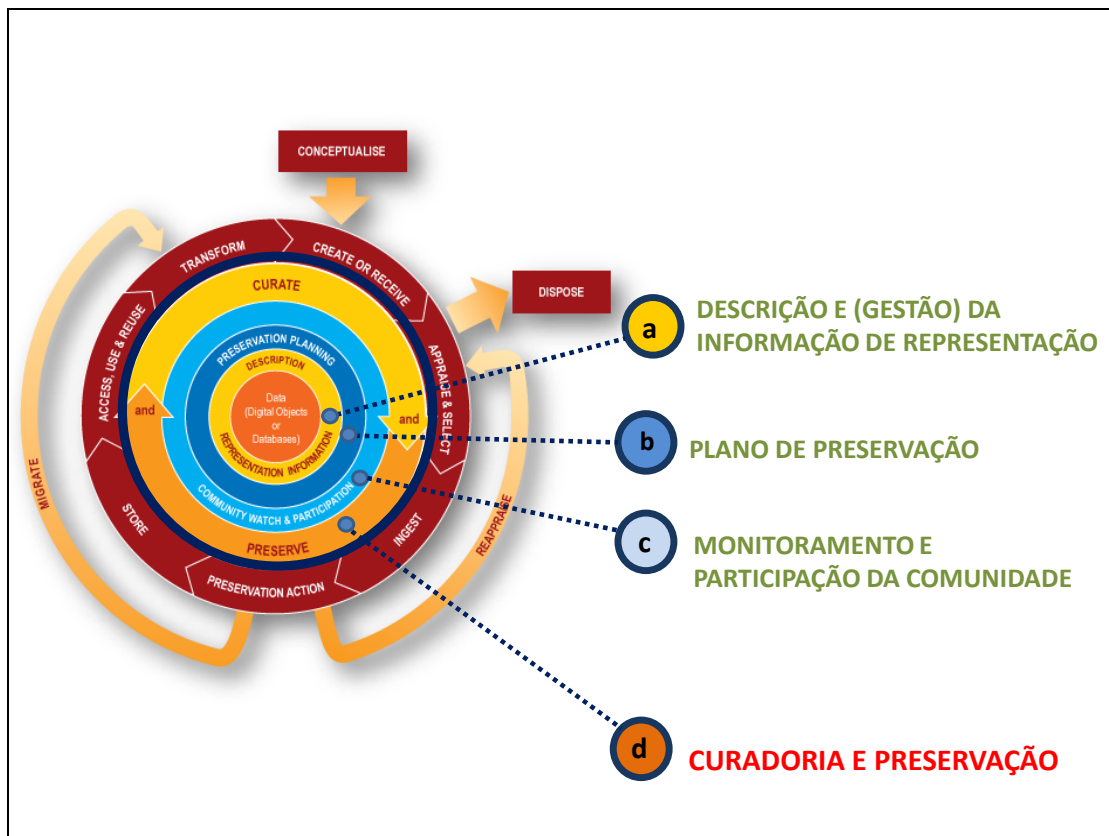 CONCEPTUALISE
TRANSFORM
CREATE OR RECEIVE
DISPOSE
CURATE
ACCESS, USE & REUSE
APPRAISE & SELECT
PRESERVATION PLANNING
DESCRIPTION
and
Data
(Digital Objects
or
Databases)
and
REPRESENTATION INFORMATION
COMMUNITY WATCH & PARTICIPATION
PRESERVE
MIGRATE
STORE
INGEST
REAPPRAISE
PRESERVATION ACTION
a
DESCRIÇÃO E (GESTÃO) DA
INFORMAÇÃO DE REPRESENTAÇÃO
b
PLANO DE PRESERVAÇÃO
c
MONITORAMENTO E
PARTICIPAÇÃO DA COMUNIDADE
d
CURADORIA E PRESERVAÇÃO